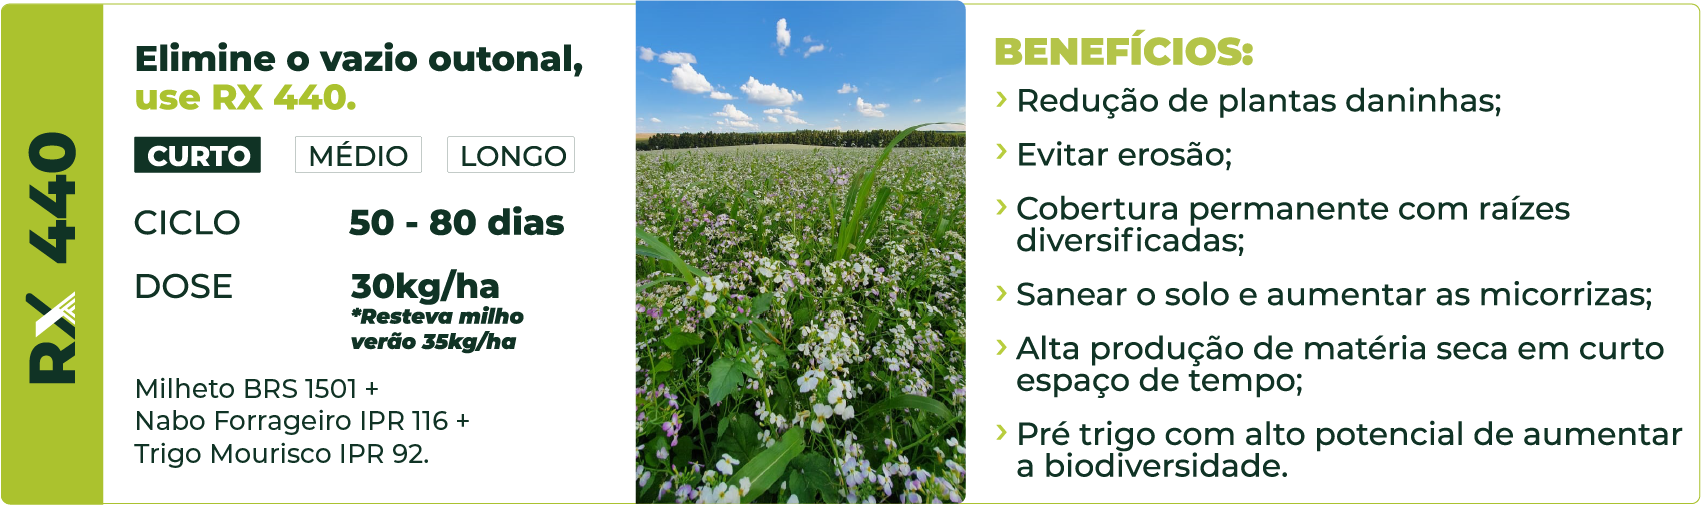 RX 440
Elimine o vazio outonal,
use RX 440.
CURTO MÉDIO LONGO
CICLO 50 - 80 dias
DOSE 30kg/ha
*Resteva milho
verão 35kg/ha
Milheto BRS 1501 +
Nabo Forrageiro IPR 116 +
Trigo Mourisco IPR 92.
BENEFÍCIOS:
› Redução de plantas daninhas;
› Evitar erosão;
› Cobertura permanente com raízes
diversificadas;
› Sanear o solo e aumentar as micorrizas;
› Alta produção de matéria seca em curto
espaço de tempo;
› Pré trigo com alto potencial de aumentar
a biodiversidade.